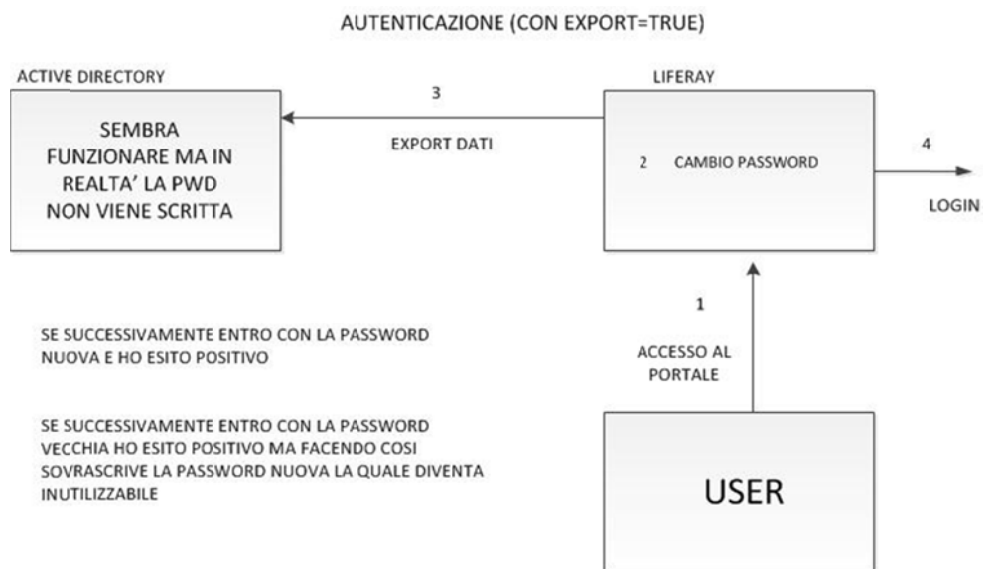 AUTENTICAZIONE (CON EXPORT=TRUE)
ACTIVE DIRECTORY
LIFERAY
SEMBRA
FUNZIONARE MA IN
REALTA’ LA PWD
NON VIENE SCRITTA
3
EXPORT DATI
2 CAMBIO PASSWORD
4
LOGIN
1
ACCESSO AL
PORTALE
USER
SE SUCCESSIVAMENTE ENTRO CON LA PASSWORD
NUOVA E HO ESITO POSITIVO
SE SUCCESSIVAMENTE ENTRO CON LA PASSWORD
VECCHIA HO ESITO POSITIVO MA FACENDO COSI
SOVRASCRIVE LA PASSWORD NUOVA LA QUALE DIVENTA
INUTILIZZABILE